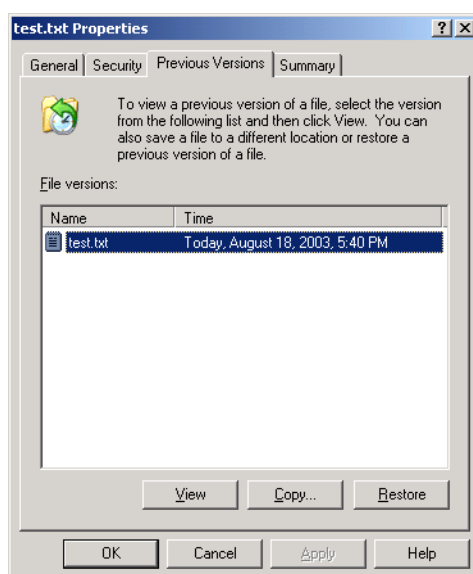 test.txt Properties
General Security Previous Versions Summary
To view a previous version of a file, select the version
from the following list and then click View. You can
also save a file to a different location or restore a
previous version of a file.
File versions:
Name Time
test.txt Today, August 18, 2003, 5:40 PM
View Copy... Restore
OK Cancel Apply Help